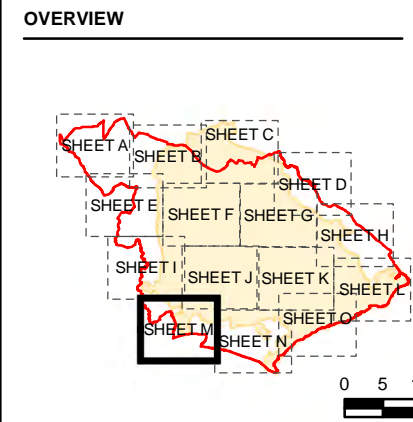 OVERVIEW
SHEET C
SHEET A
SHEET B
SHEET D
SHEET E
SHEET F
SHEET G
SHEET H
SHEET I
SHEET J
SHEET K
SHEET L
SHEET M
SHEET N
SHEET O
0 5